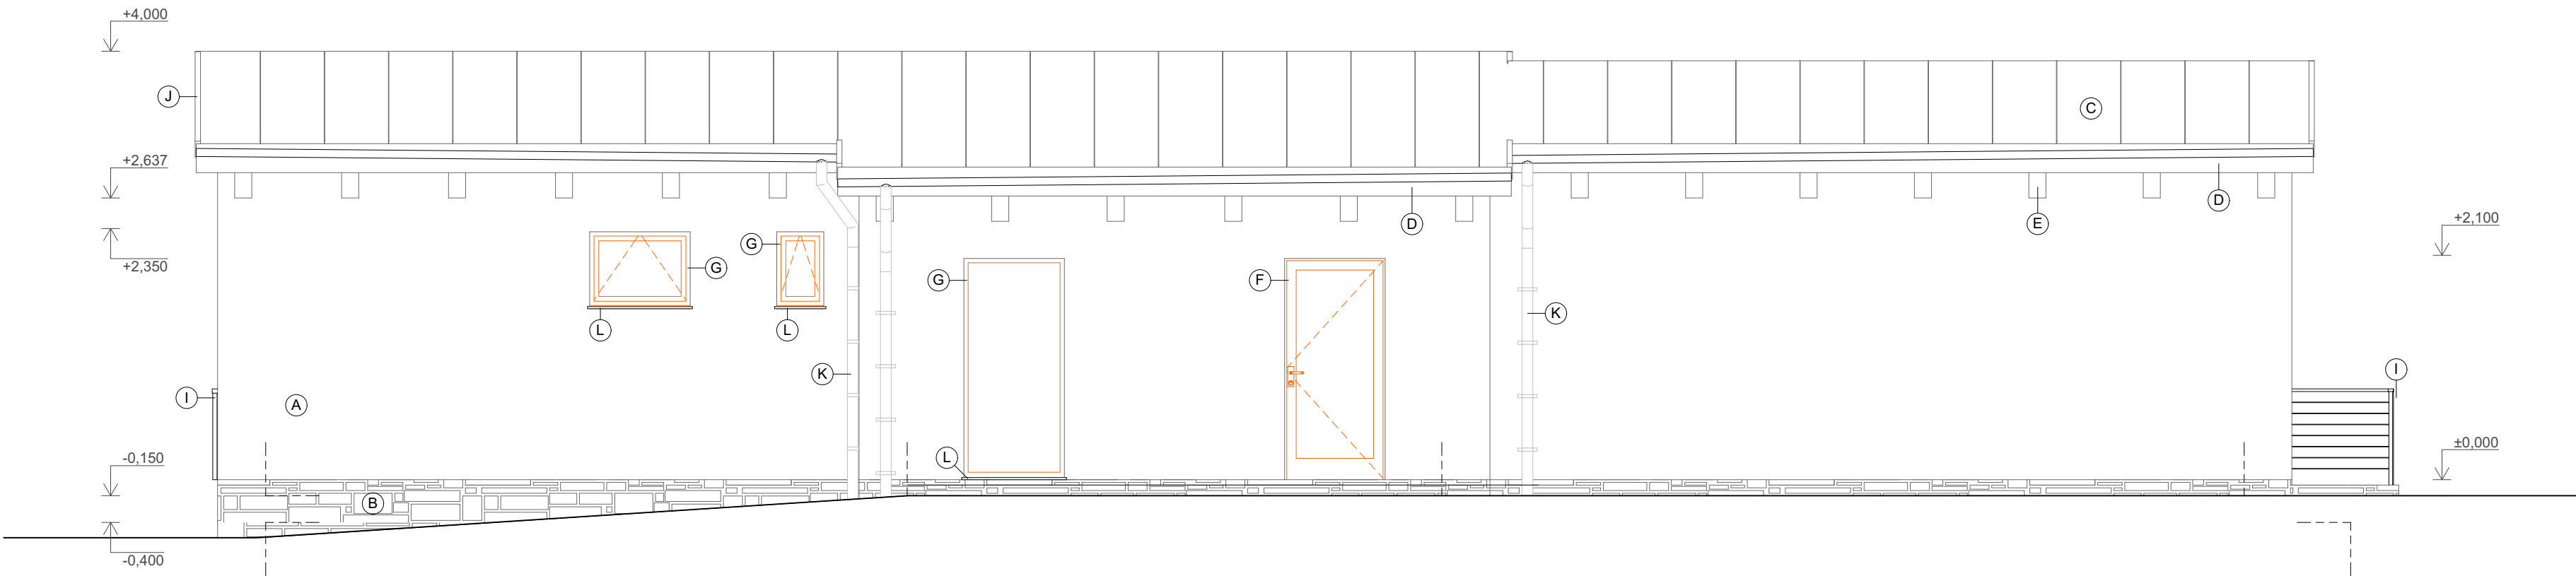 +4,000
J
C
+2,637
D
D
E
+2,100
+2,350
G
G
G
F
L
L
K
K
I
I
A
-0,150
L
±0,000
B
-0,400